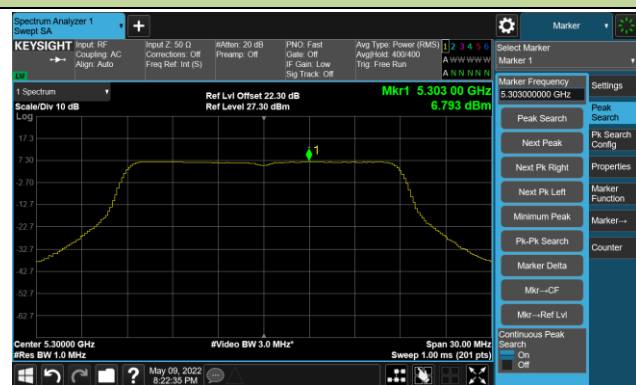 Spectrum Analyzer 1
Swept SA
+
Marker
KEYSIGHT
Input: RF
Coupling: AC
Align: Auto
Input Z: 50 Ω
Corrections: Off
Freq Ref: Int (S)
#Atten: 20 dB
Preamp: Off
PNO: Fast
Gate: Off
IF Gain: Low
Sig Track: Off
Avg Type: Power (RMS)
Avg|Hold: 400/400
Trig: Free Run
1 2 3 4 5 6
A W W W W W
A N N N N N
LW
Select Marker
Marker 1
1 Spectrum
Scale/Div 10 dB
Log
Ref Lvl Offset 22.30 dB
Ref Level 27.30 dBm
Mkr1 5.303 00 GHz
6.793 dBm
17.3
7.30
-2.70
-12.7
-22.7
-32.7
-42.7
-52.7
-62.7
1
Center 5.30000 GHz
#Res BW 1.0 MHz
#Video BW 3.0 MHz*
Span 30.00 MHz
Sweep 1.00 ms (201 pts)
Marker Frequency
5.303000000 GHz
Peak Search
Next Peak
Next Pk Right
Next Pk Left
Minimum Peak
Pk-Pk Search
Marker Delta
Mkr→CF
Mkr→Ref Lvl
Continuous Peak
Search
On
Off
Settings
Peak
Search
Pk Search
Config
Properties
Marker
Function
Marker→
Counter
?
May 09, 2022
8:22:35 PM